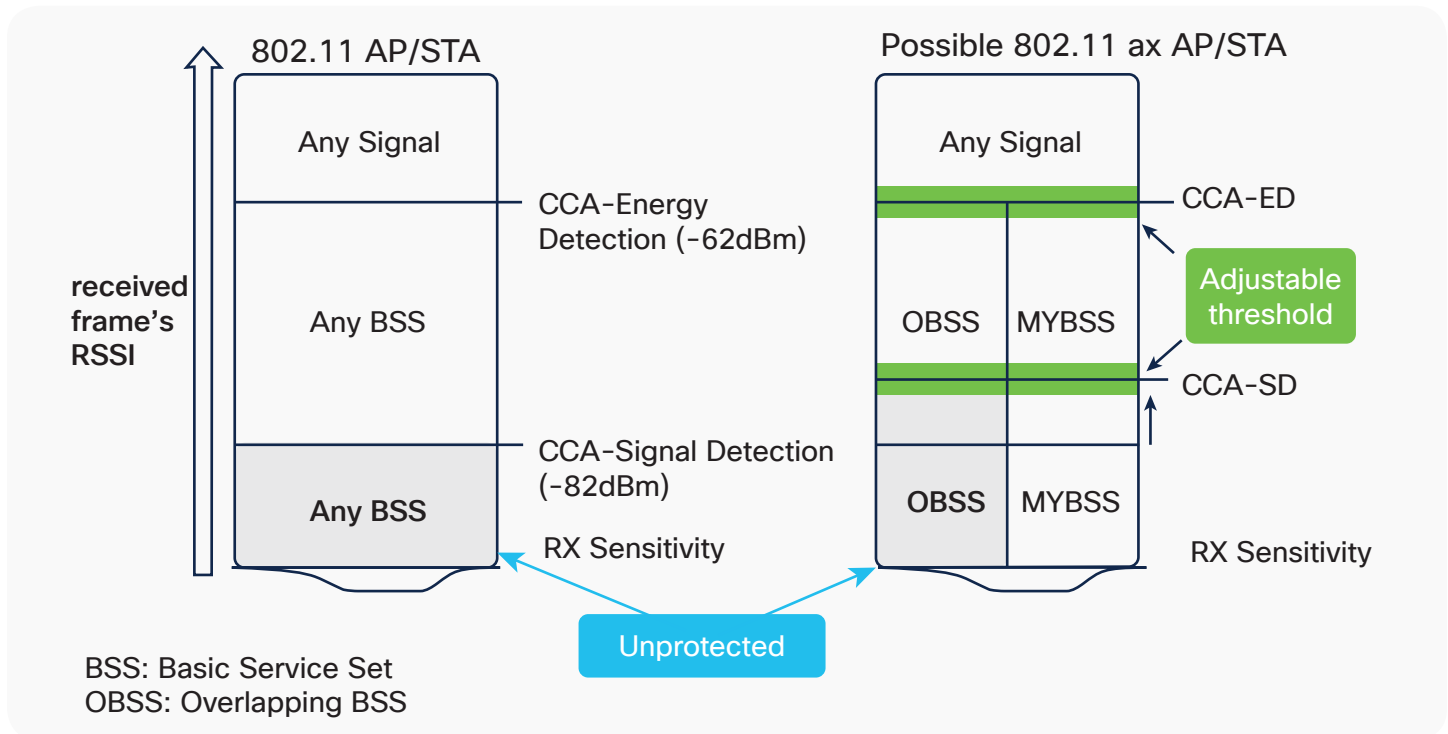 802.11 AP/STA
Any Signal
CCA-Energy
Detection (-62dBm)
received
frame's
RSSI
Any BSS
CCA-Signal Detection
(-82dBm)
Any BSS
RX Sensitivity
Possible 802.11 ax AP/STA
Any Signal
CCA-ED
Adjustable
threshold
OBSS
MYBSS
CCA-SD
OBSS
MYBSS
RX Sensitivity
Unprotected
BSS: Basic Service Set
OBSS: Overlapping BSS